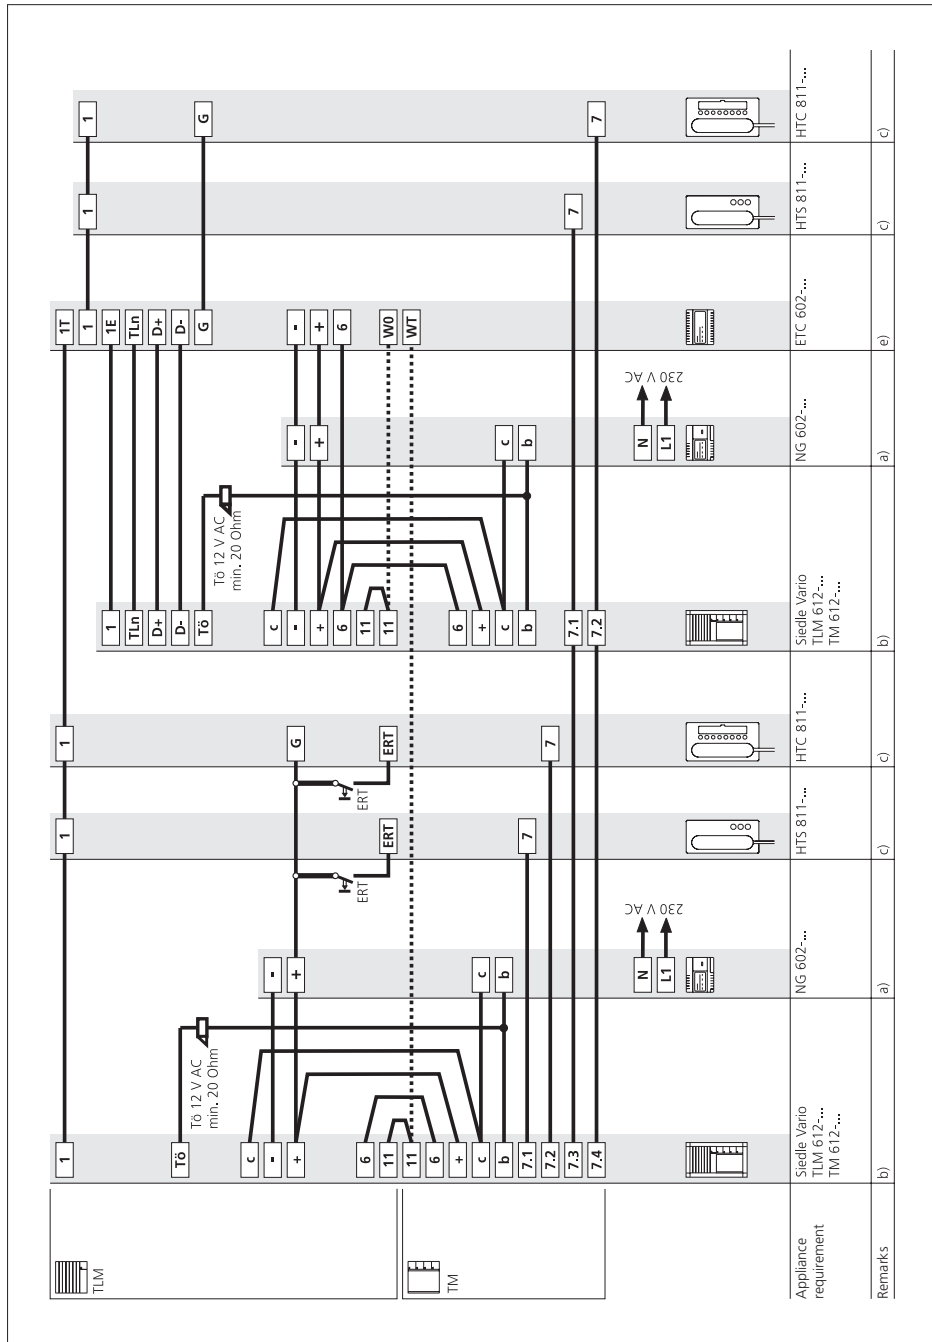 TLM
TM
Appliance
requirement
Remarks
1
Tö
c
-
+
6
11
11
6
+
c
b
7.1
7.2
7.3
7.4
Siedle Vario
TLM 612-...
TM 612-...
b)
Tö 12 V AC
min. 20 Ohm
-
+
c
b
N
L1
230 V AC
NG 602-...
a)
1
ERT
ERT
7
HTS 811-...
c)
1
G
ERT
ERT
7
HTC 811-...
c)
1
TLn
D+
D-
Tö
c
-
+
6
11
11
6
+
c
b
7.1
7.2
Siedle Vario
TLM 612-...
TM 612-...
b)
Tö 12 V AC
min. 20 Ohm
-
+
c
b
N
L1
230 V AC
NG 602-...
a)
1T
1
1E
TLn
D+
D-
G
-
+
6
W0
WT
ETC 602-...
e)
1
7
HTS 811-...
c)
1
G
7
HTC 811-...
c)